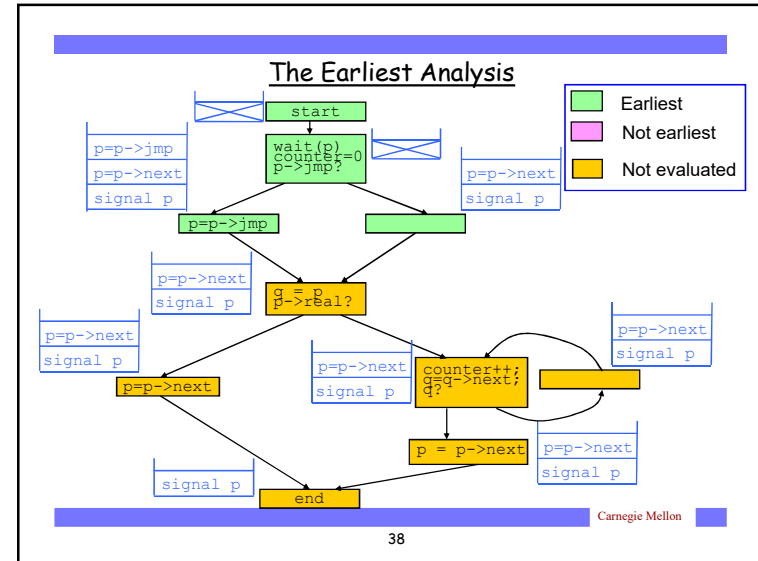 The Earliest Analysis
start
Earliest
Not earliest
Not evaluated
p=p->jmp
p=p->next
signal p
wait(p)
counter=0
p->jmp?
p=p->next
signal p
p=p->jmp
p=p->next
signal p
q = p
p->real?
p=p->next
signal p
p=p->next
signal p
p=p->next
signal p
counter++;
q=q->next;
q?
p=p->next
p = p->next
p=p->next
signal p
signal p
end
Carnegie Mellon
38